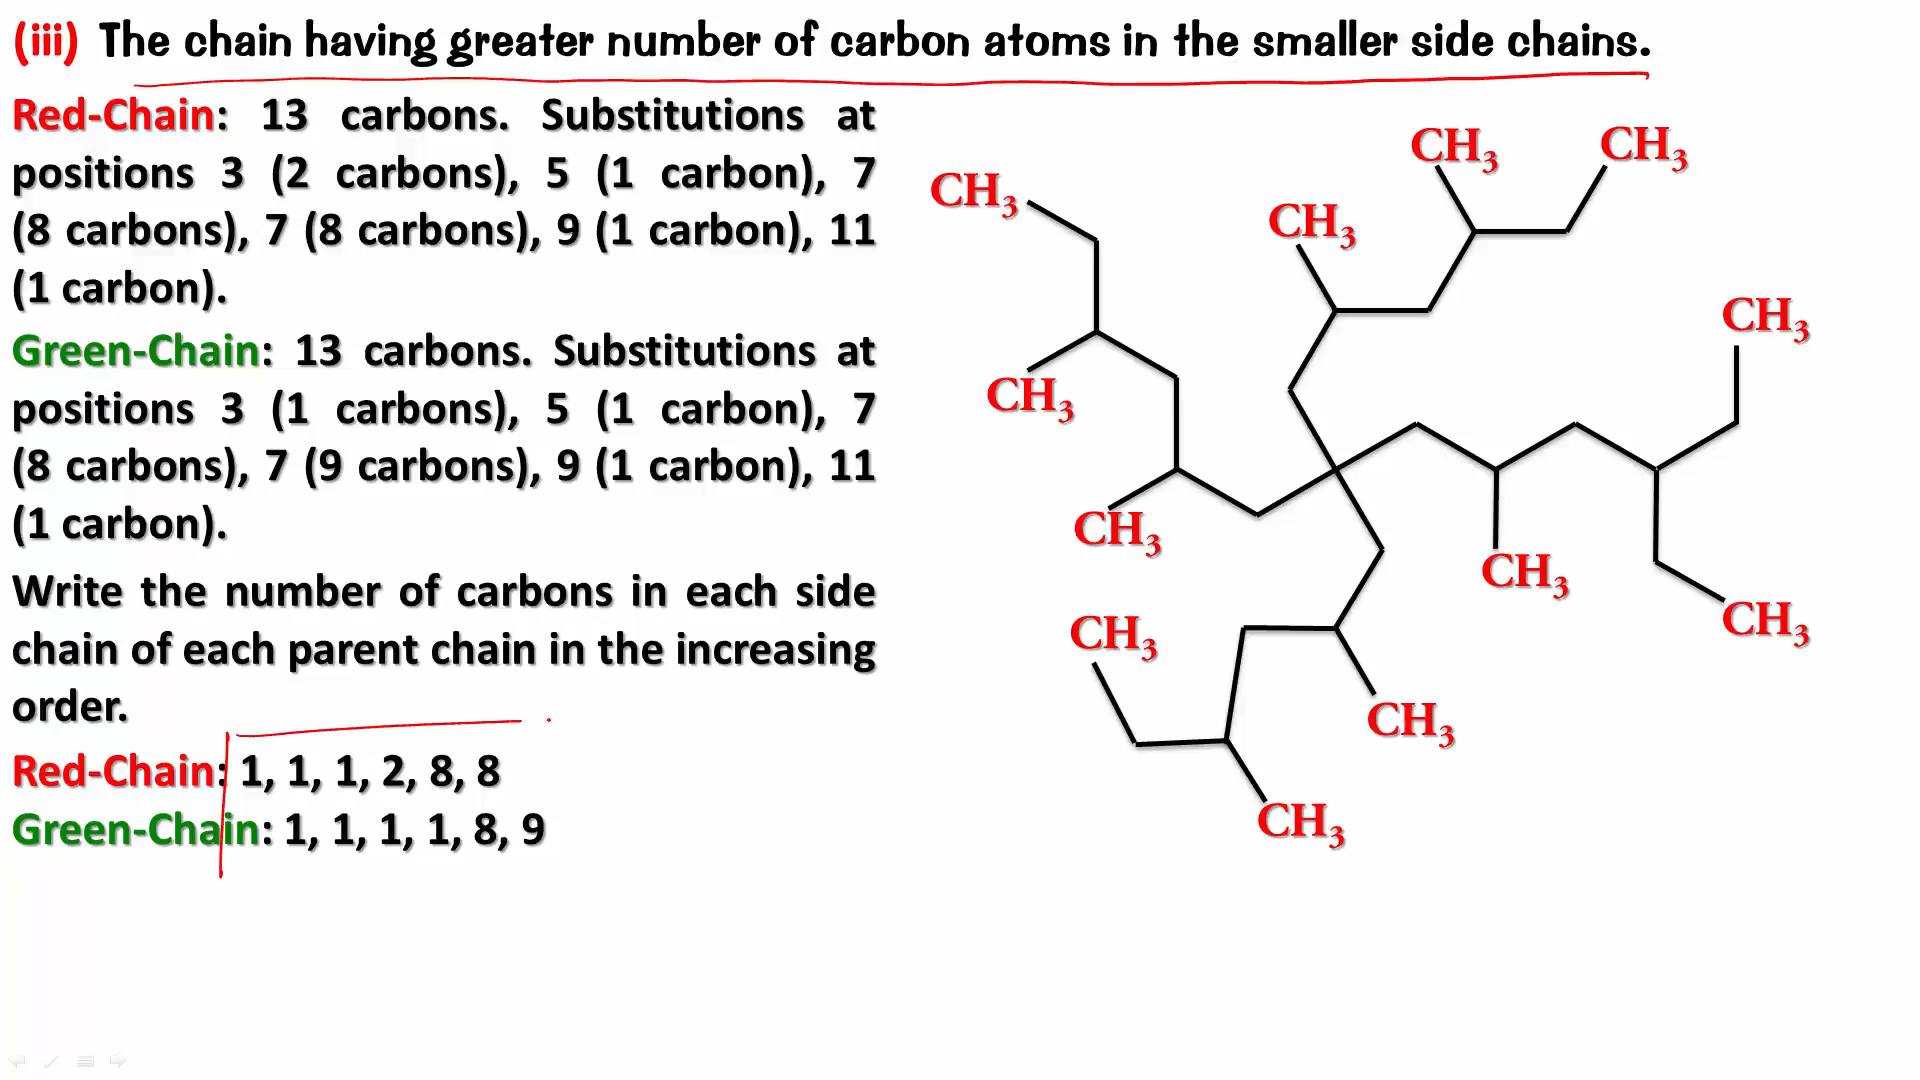 (iii) The chain having greater number of carbon atoms in the smaller side chains.
Red-Chain: 13 carbons. Substitutions at
positions 3 (2 carbons), 5 (1 carbon), 7
(8 carbons), 7 (8 carbons), 9 (1 carbon), 11
(1 carbon).
Green-Chain: 13 carbons. Substitutions at
positions 3 (1 carbons), 5 (1 carbon), 7
(8 carbons), 7 (9 carbons), 9 (1 carbon), 11
(1 carbon).
Write the number of carbons in each side
chain of each parent chain in the increasing
order.
Red-Chain: 1, 1, 1, 2, 8, 8
Green-Chain: 1, 1, 1, 1, 8, 9
CH3
CH3
CH3
CH3
CH3
CH3
CH3
CH3
CH3
CH3
CH3
CH3